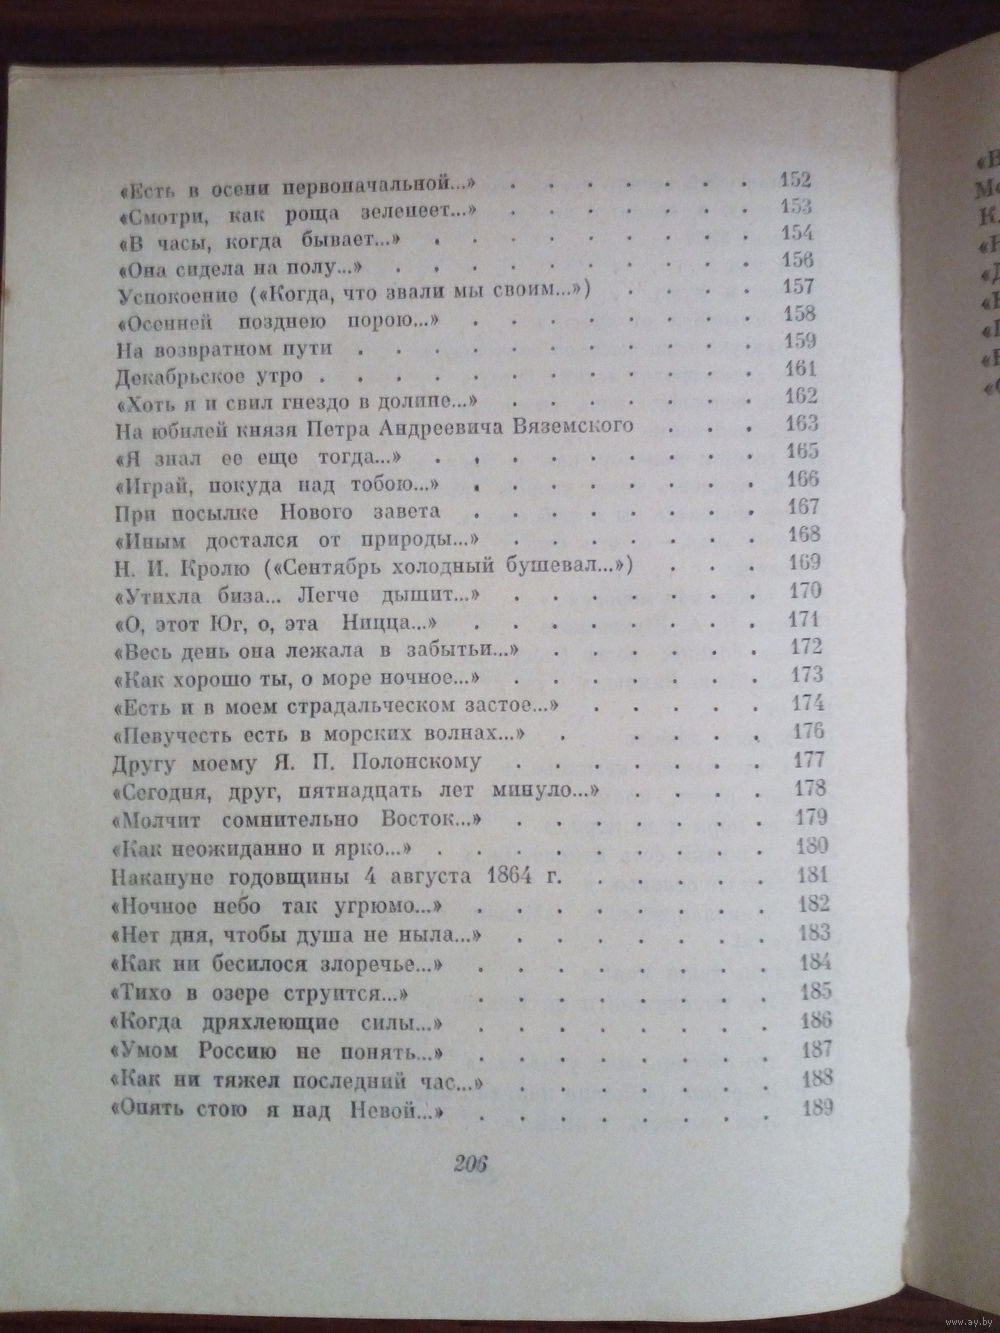 «Есть в осени первоначальной...» . . . . . . . 152
«Смотри, как роща зеленеет...» . . . . . . . 153
«В часы, когда бывает...» . . . . . . . . . 154
«Она сидела на полу...» . . . . . . . . . . 156
Успокоение («Когда, что звали мы своим...») . . . . 157
«Осенней позднею порою...» . . . . . . . . 158
На возвратном пути . . . . . . . . . . . 159
Декабрьское утро . . . . . . . . . . . . 161
«Хоть я и свил гнездо в долине...» . . . . . . . 162
На юбилей князя Петра Андреевича Вяземского . . . 163
«Я знал ее еще тогда...» . . . . . . . . . 165
«Играй, покуда над тобою...» . . . . . . . . 166
При посылке Нового завета . . . . . . . . 167
«Иным достался от природы...» . . . . . . . 168
Н. И. Кролю («Сентябрь холодный бушевал...») . . . 169
«Утихла биза... Легче дышит...» . . . . . . . 170
«О, этот Юг, о, эта Ницца...» . . . . . . . . 171
«Весь день она лежала в забытьи...» . . . . . . 172
«Как хорошо ты, о море ночное...» . . . . . . . 173
«Есть и в моем страдальческом застое...» . . . . . 174
«Певучесть есть в морских волнах...» . . . . . 176
Другу моему Я. П. Полонскому . . . . . . . 177
«Сегодня, друг, пятнадцать лет минуло...» . . . . 178
«Молчит сомнительно Восток...» . . . . . . . 179
«Как неожиданно и ярко...» . . . . . . . . . 180
Накануне годовщины 4 августа 1864 г. . . . . . 181
«Ночное небо так угрюмо...» . . . . . . . . 182
«Нет дня, чтобы душа не ныла...» . . . . . . . 183
«Как ни бесилося злоречье...» . . . . . . . . 184
«Тихо в озере струится...» . . . . . . . . 185
«Когда дряхлеющие силы...» . . . . . . . . 186
«Умом Россию не понять...» . . . . . . . . 187
«Как ни тяжел последний час...» . . . . . . . 188
«Опять стою я над Невой...» . . . . . . . . 189
206
www.ay.by